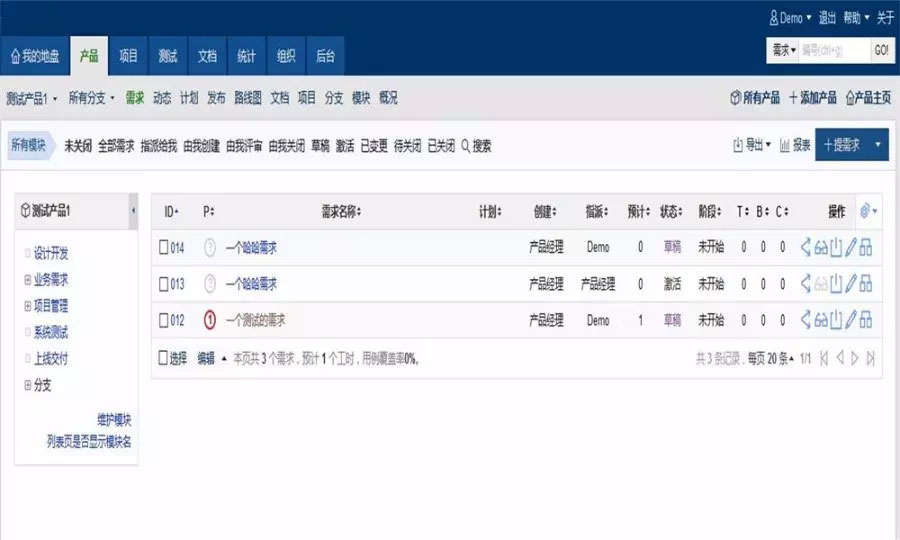 Demo 退出 帮助 关于
我的地盘 产品 项目 测试 文档 统计 组织 后台 需求 编号(ctrl+g) GO!
测试产品1 所有分支 需求 动态 计划 发布 路线图 文档 项目 分支 模块 概况 所有产品 添加产品 产品主页
所有模块 未关闭 全部需求 指派给我 由我创建 由我评审 由我关闭 草稿 激活 已变更 待关闭 已关闭 搜索 导出 报表 +提需求
测试产品1
设计开发
业务需求
项目管理
系统测试
上线交付
分支
维护模块
列表页是否显示模块名
ID P 需求名称 计划 创建 指派 预计 状态 阶段 T B C 操作
014 ? 一个哈哈需求 产品经理 Demo 0 草稿 未开始 0 0 0
013 ? 一个哈哈需求 产品经理 产品经理 0 激活 未开始 0 0 0
012 1 一个测试的需求 产品经理 Demo 1 草稿 未开始 0 0 0
选择 编辑 本页共 3 个需求，预计 1 个工时，用例覆盖率0%。 共 3 条记录，每页 20 条 1/1